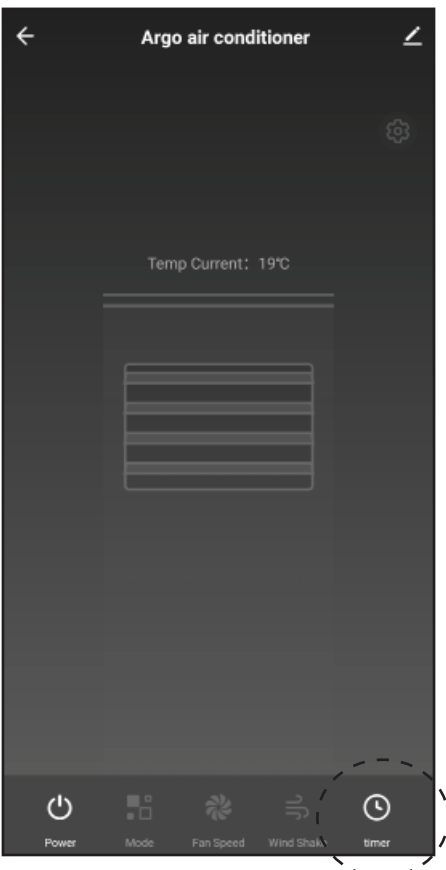 Argo air conditioner
Temp Current: 19℃
Power Mode Fan Speed Wind Shake timer